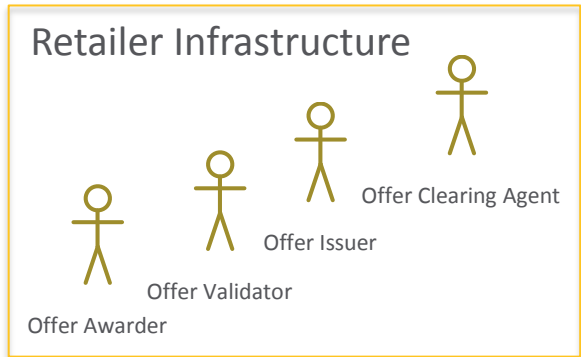 Retailer Infrastructure
Offer Clearing Agent
Offer Issuer
Offer Validator
Offer Awarder